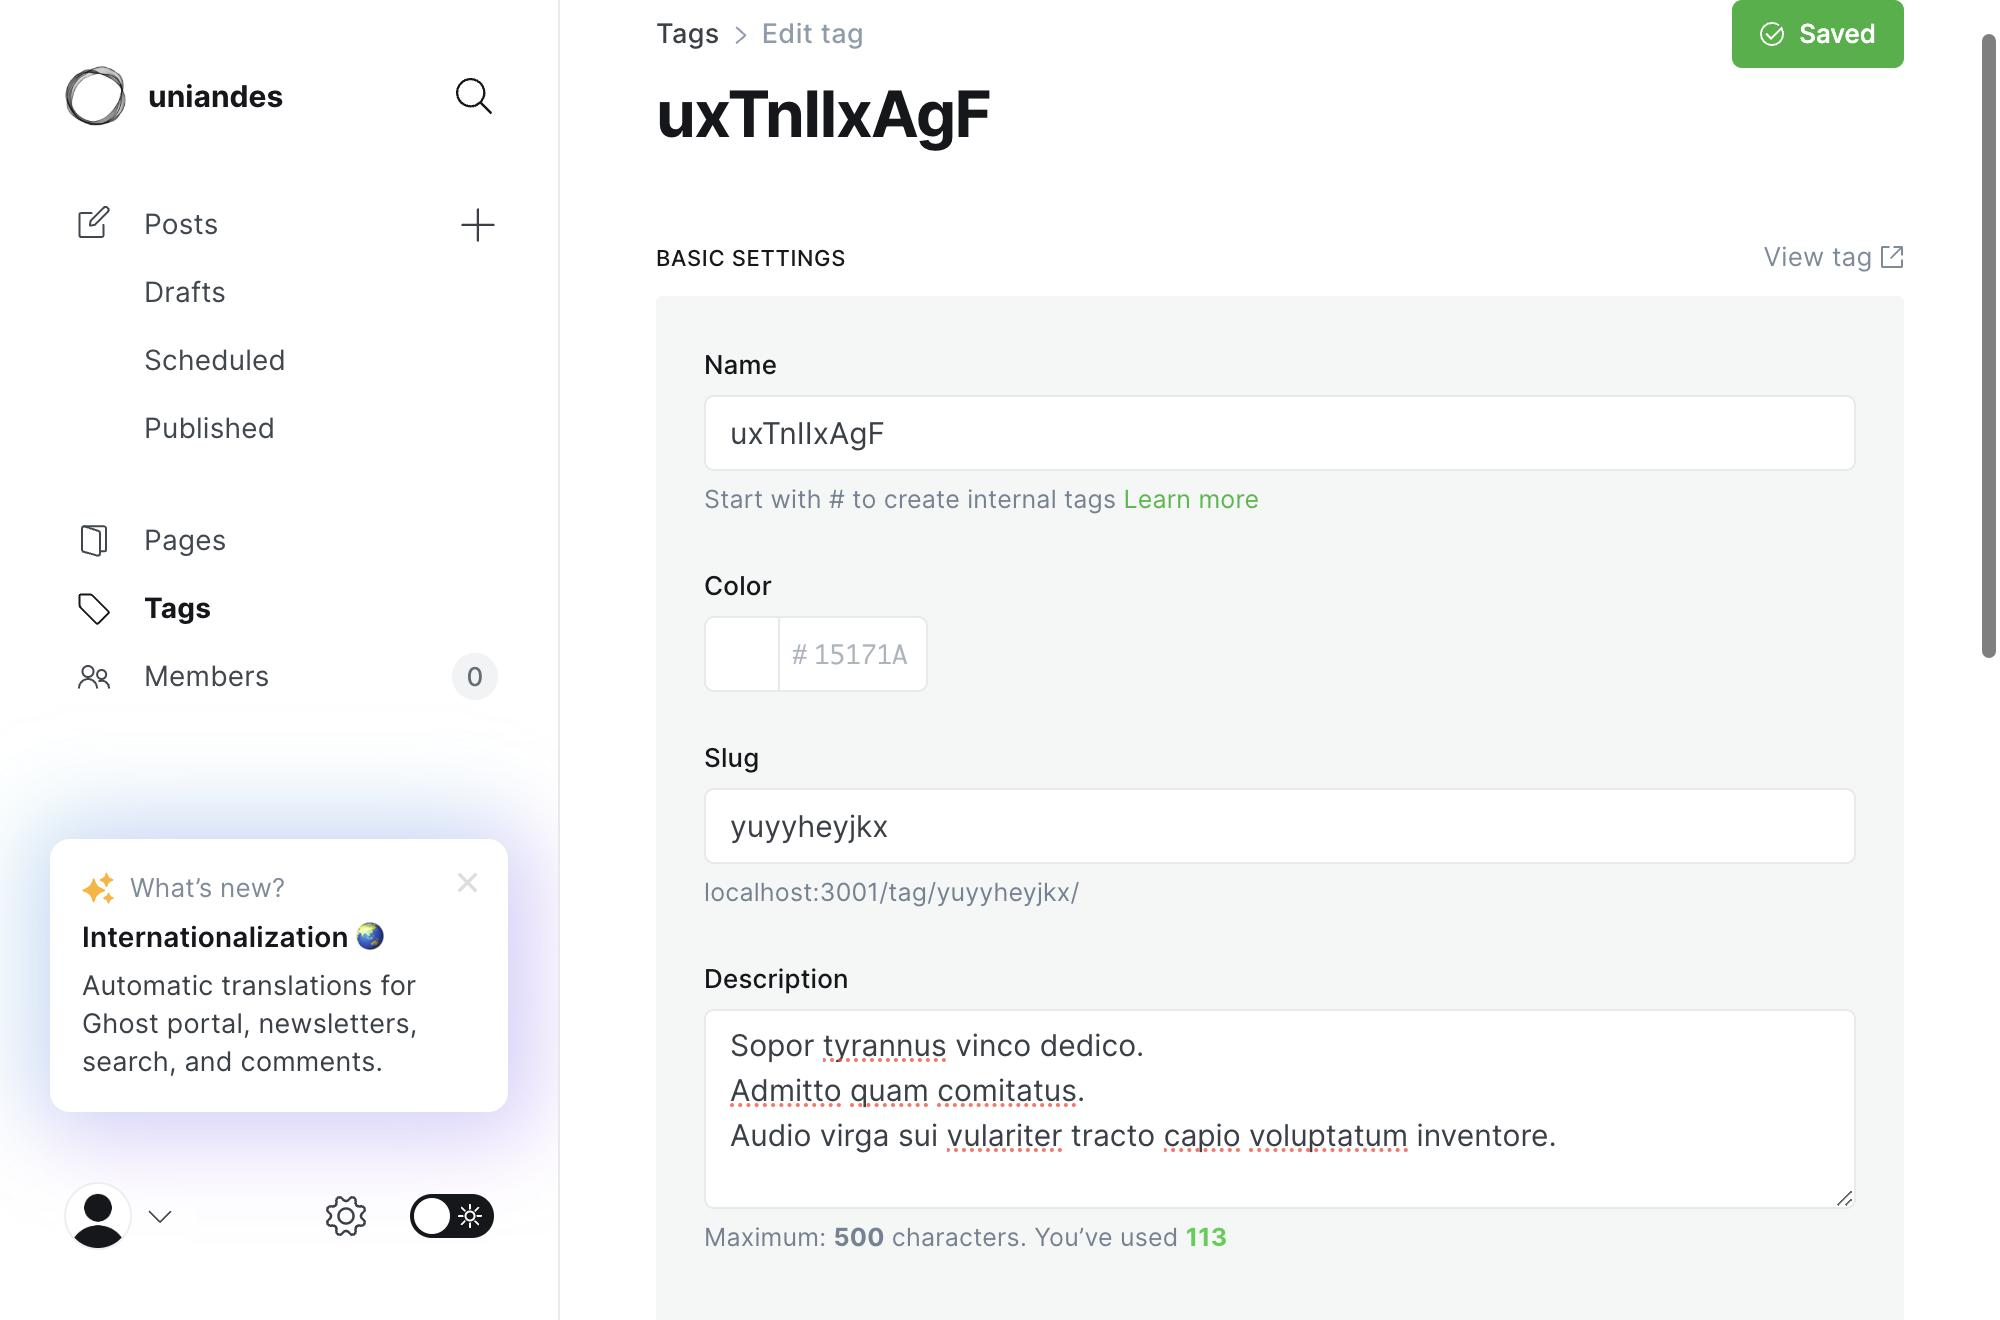 uniandes
Posts
Drafts
Scheduled
Published
Pages
Tags
Members
0
What's new?
Internationalization
Automatic translations for
Ghost portal, newsletters,
search, and comments.
Tags > Edit tag
Saved
uxTnIIxAgF
BASIC SETTINGS
View tag
Name
uxTnIIxAgF
Start with # to create internal tags Learn more
Color
# 15171A
Slug
yuyyheyjkx
localhost:3001/tag/yuyyheyjkx/
Description
Sopor tyrannus vinco dedico.
Admitto quam comitatus.
Audio virga sui vulariter tracto capio voluptatum inventore.
Maximum: 500 characters. You've used 113